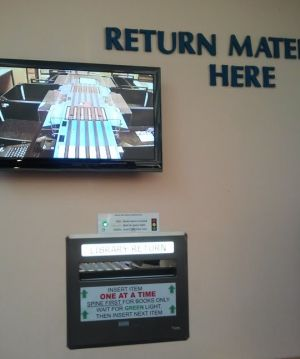 RETURN MATE
HERE
LIBRARY RETURN
INSERT ITEM
ONE AT A TIME
SPINE FIRST FOR BOOKS ONLY
WAIT FOR GREEN LIGHT,
THEN INSERT NEXT ITEM